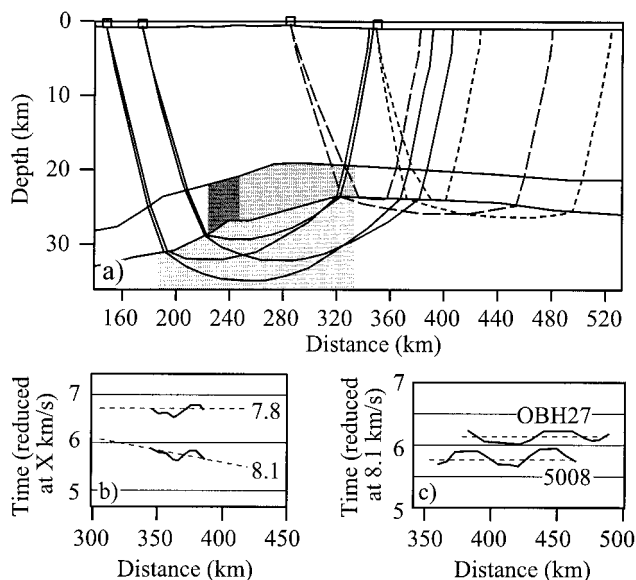 0
10
20
30
Depth (km)
a)
160 200 240 280 320 360 400 440 480 520
Distance (km)
7
6
5
Time (reduced
at X km/s)
7.8
8.1
b)
300 350 400 450
Distance (km)
7
6
5
Time (reduced
at 8.1 km/s)
OBH27
5008
c)
350 400 450 500
Distance (km)